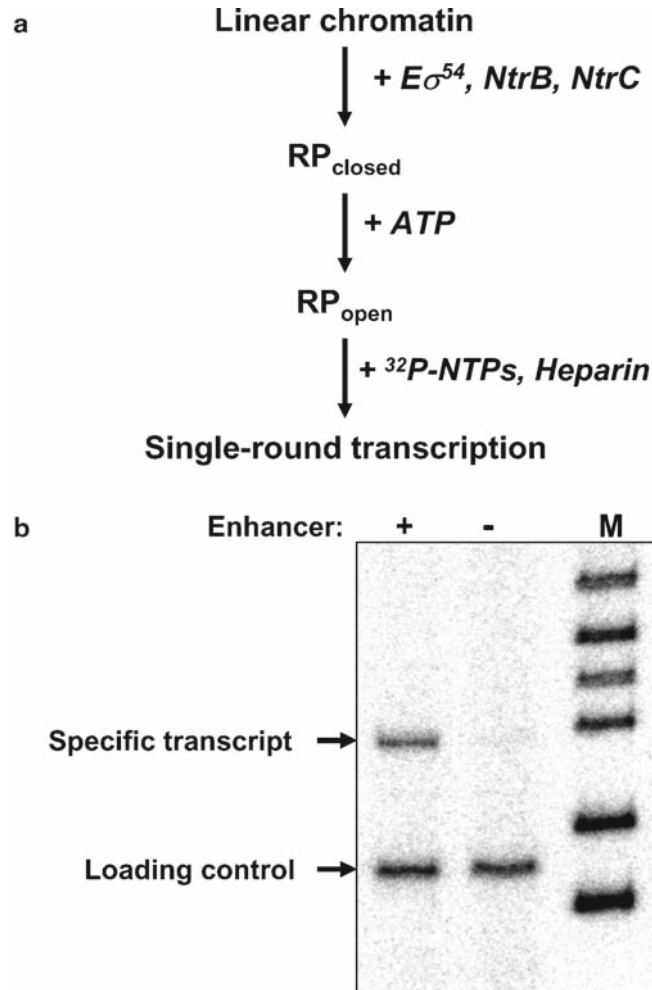 a
Linear chromatin
+ Eσ⁵⁴, NtrB, NtrC
RPclosed
+ ATP
RPopen
+ ³²P-NTPs, Heparin
Single-round transcription
b
Enhancer: + - M
Specific transcript
Loading control